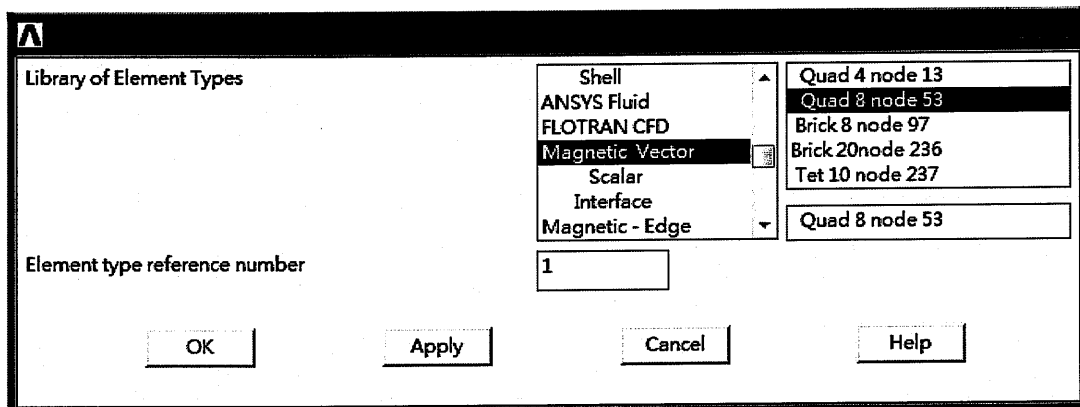 Library of Element Types
Shell
ANSYS Fluid
FLOTRAN CFD
Magnetic Vector
Scalar
Interface
Magnetic - Edge
Quad 4 node 13
Quad 8 node 53
Brick 8 node 97
Brick 20node 236
Tet 10 node 237
Quad 8 node 53
Element type reference number
1
OK
Apply
Cancel
Help